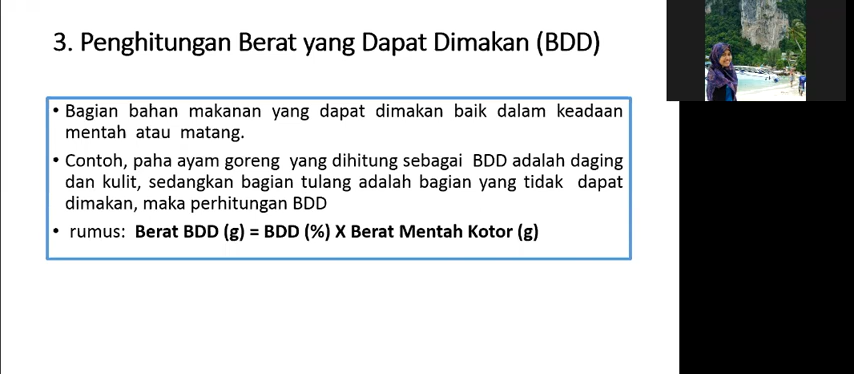 3. Penghitungan Berat yang Dapat Dimakan (BDD)
• Bagian bahan makanan yang dapat dimakan baik dalam keadaan
mentah atau matang.
• Contoh, paha ayam goreng yang dihitung sebagai BDD adalah daging
dan kulit, sedangkan bagian tulang adalah bagian yang tidak dapat
dimakan, maka perhitungan BDD
• rumus: Berat BDD (g) = BDD (%) X Berat Mentah Kotor (g)